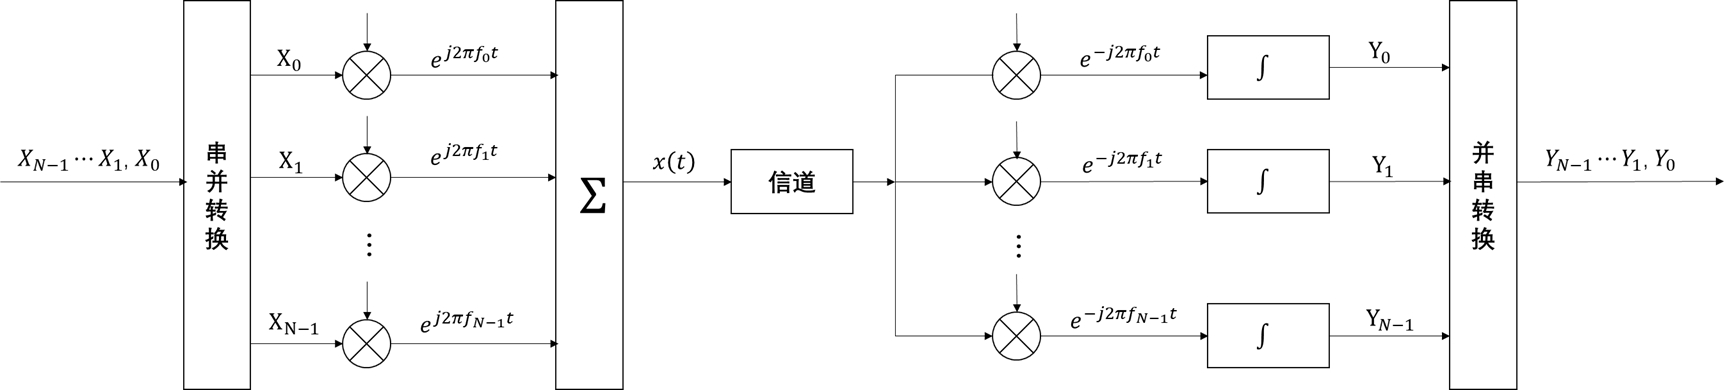 X_{N-1} ⋯ X_1, X_0
串并转换
X_0
e^{j2πf_0t}
X_1
e^{j2πf_1t}
⋮
X_{N-1}
e^{j2πf_{N-1}t}
Σ
x(t)
信道
e^{-j2πf_0t}
∫
Y_0
e^{-j2πf_1t}
∫
Y_1
⋮
e^{-j2πf_{N-1}t}
∫
Y_{N-1}
并串转换
Y_{N-1} ⋯ Y_1, Y_0